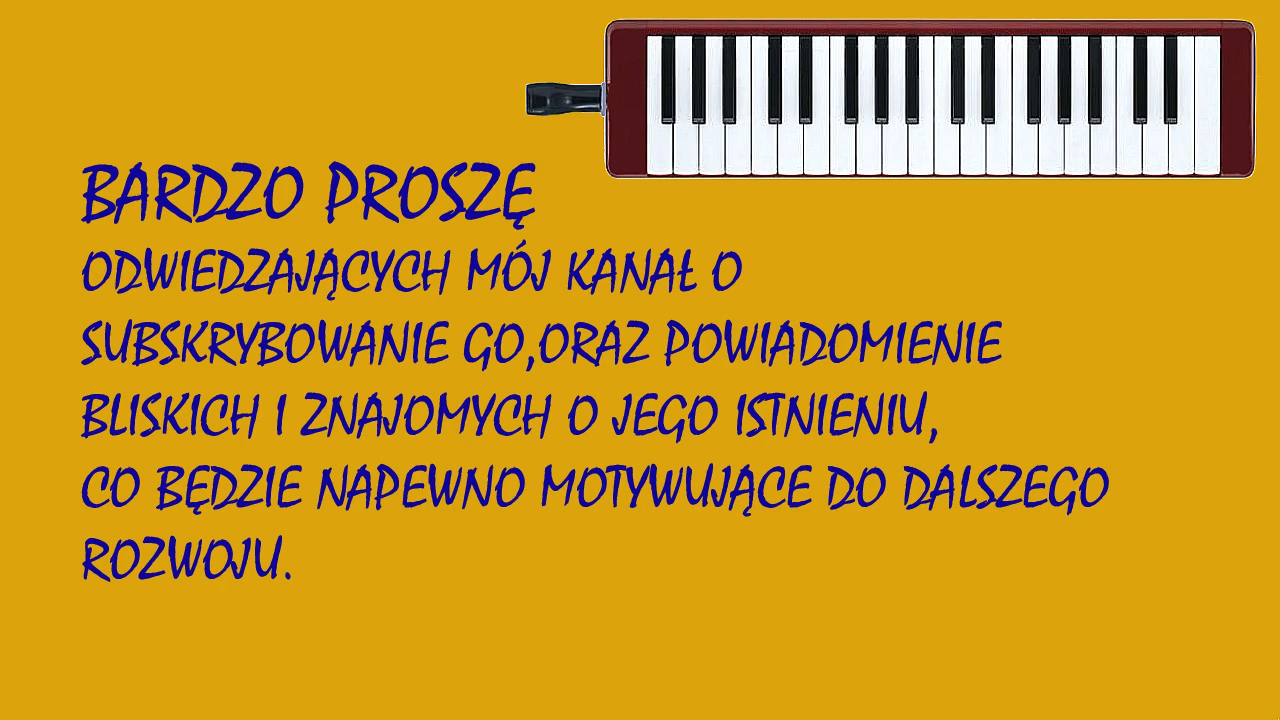 BARDZO PROSZĘ
ODWIEDZAJĄCYCH MÓJ KANAŁ O
SUBSKRYBOWANIE GO,ORAZ POWIADOMIENIE
BLISKICH I ZNAJOMYCH O JEGO ISTNIENIU,
CO BĘDZIE NAPEWNO MOTYWUJĄCE DO DALSZEGO
ROZWOJU.